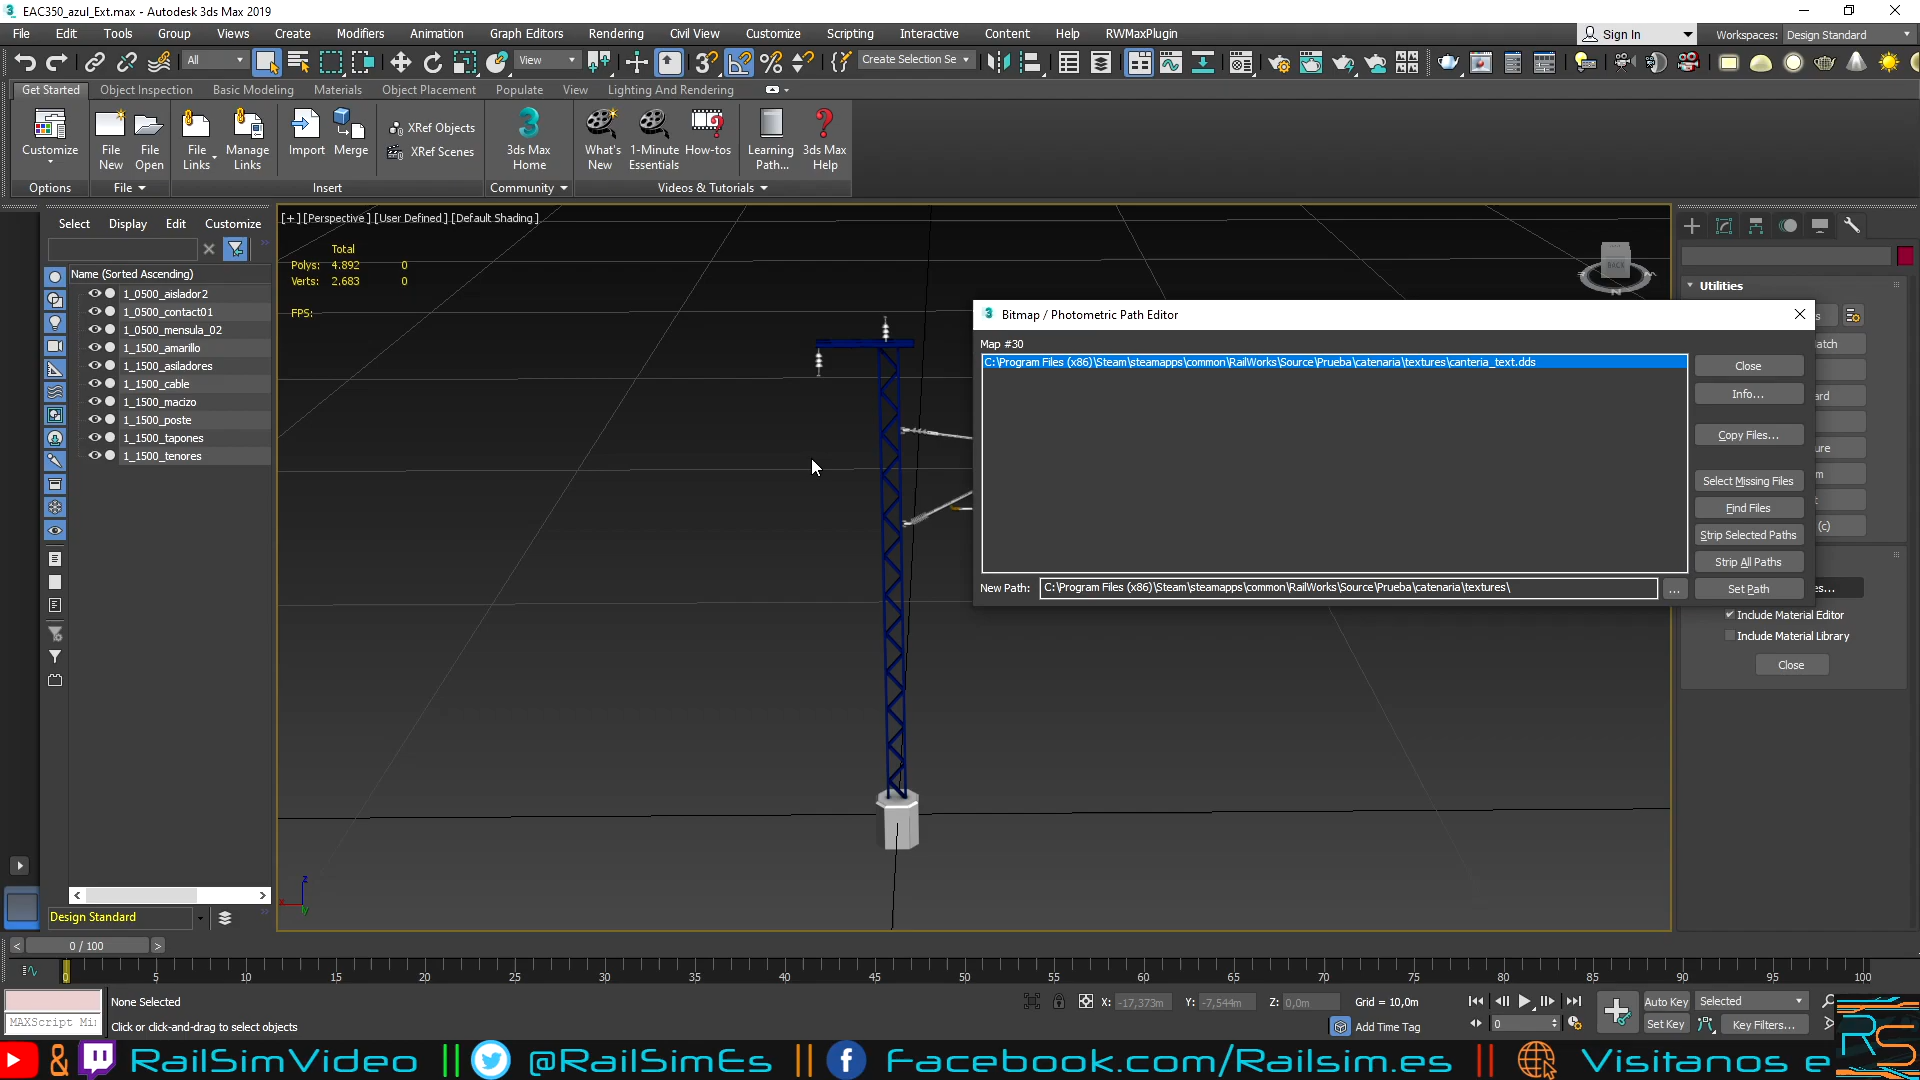 EAC350_azul_Ext.max - Autodesk 3ds Max 2019
File Edit Tools Group Views Create Modifiers Animation Graph Editors Rendering Civil View Customize Scripting Interactive Content Help RWMaxPlugin
Sign In Workspaces: Design Standard
All View Create Selection Se
Get Started Object Inspection Basic Modeling Materials Object Placement Populate View Lighting And Rendering
Customize
File New
File Open
File Links
Manage Links
Import
Merge
XRef Objects
XRef Scenes
3ds Max Home
What's New
1-Minute Essentials
How-tos
Learning Path...
3ds Max Help
Options File Insert Community Videos & Tutorials
Select Display Edit Customize
Name (Sorted Ascending)
1_0500_aislador2
1_0500_contact01
1_0500_mensula_02
1_1500_amarillo
1_1500_asiladores
1_1500_cable
1_1500_macizo
1_1500_poste
1_1500_tapones
1_1500_tenores
Design Standard
[+] [Perspective ] [User Defined ] [Default Shading ]
Total
Polys: 4.892 0
Verts: 2.683 0
FPS:
BACK
z
x
y
Bitmap / Photometric Path Editor
Map #30
C:\Program Files (x86)\Steam\steamapps\common\RailWorks\Source\Prueba\catenaria\textures\canteria_text.dds
Close
Info...
Copy Files...
Select Missing Files
Find Files
Strip Selected Paths
Strip All Paths
New Path: C:\Program Files (x86)\Steam\steamapps\common\RailWorks\Source\Prueba\catenaria\textures\ ... Set Path
Utilities
s
atch
ard
ure
m
t
(c)
es...
Include Material Editor
Include Material Library
Close
< 0 / 100 >
0 5 10 15 20 25 30 35 40 45 50 55 60 65 70 75 80 85 90 95 100
None Selected
X: -17,373m Y: -7,544m Z: 0,0m Grid = 10,0m
Auto Key Selected
MAXScript Mi
Click or click-and-drag to select objects
Add Time Tag
0
Set Key Key Filters...
& RailSimVideo || @RailSimEs || Facebook.com/Railsim.es || Visitanos e
RS